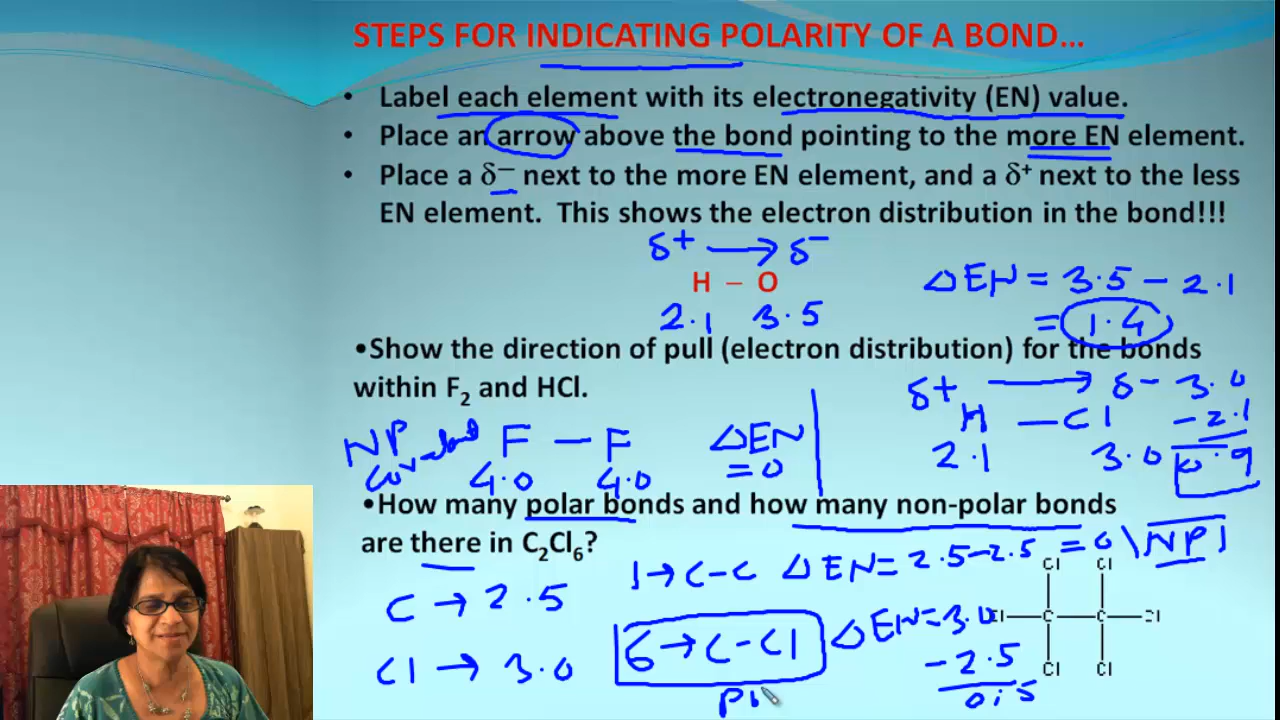 STEPS FOR INDICATING POLARITY OF A BOND…
• Label each element with its electronegativity (EN) value.
• Place an arrow above the bond pointing to the more EN element.
• Place a δ— next to the more EN element, and a δ+ next to the less
EN element.  This shows the electron distribution in the bond!!!
δ+ → δ−
H – O
2.1 3.5
ΔEN = 3.5 − 2.1
= 1.4
•Show the direction of pull (electron distribution) for the bonds
within F2 and HCl.
NP covalent
F — F
4.0 4.0
ΔEN
= 0
δ+ → δ−
H — Cl
2.1 3.0
3.0
− 2.1
0.9
•How many polar bonds and how many non-polar bonds
are there in C2Cl6?
C → 2.5
Cl → 3.0
1 → C-C ΔEN = 2.5-2.5 = 0 \ NP
6 → C-Cl ΔEN = 3.0
− 2.5
0.5
Cl Cl
Cl C C Cl
Cl Cl